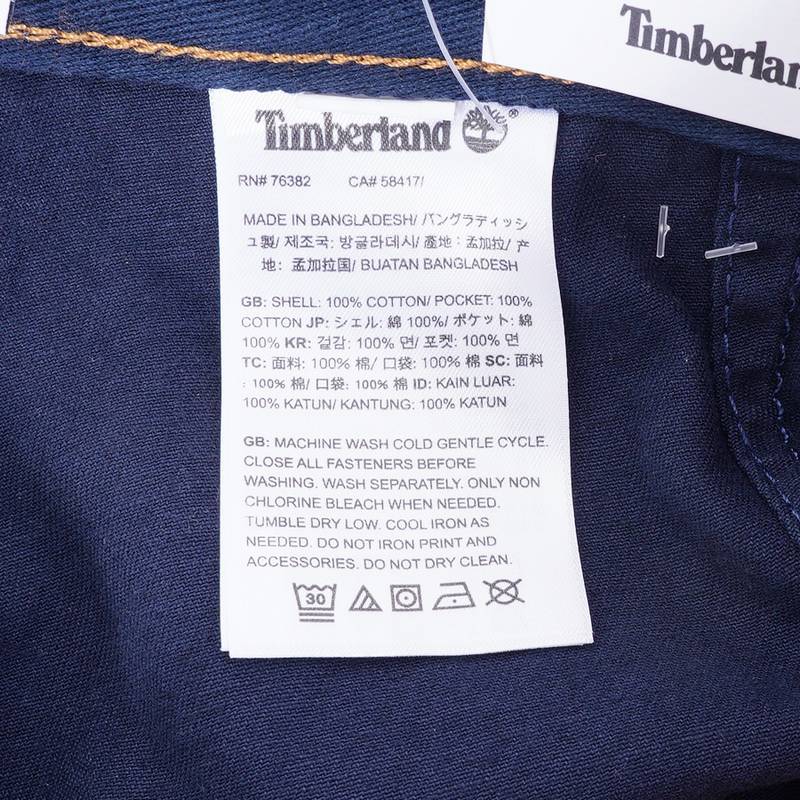 Timberlan
Timberland ®
RN# 76382 CA# 58417/
MADE IN BANGLADESH/ バングラディッシ
ュ製/ 제조국: 방글라데시/ 產地: 孟加拉/ 产
地: 孟加拉国/ BUATAN BANGLADESH
GB: SHELL: 100% COTTON/ POCKET: 100%
COTTON JP: シェル: 綿 100%/ ポケット: 綿
100% KR: 겉감: 100% 면/ 포켓: 100% 면
TC: 面料: 100% 棉/ 口袋: 100% 棉 SC: 面料
: 100% 棉/ 口袋: 100% 棉 ID: KAIN LUAR:
100% KATUN/ KANTUNG: 100% KATUN
GB: MACHINE WASH COLD GENTLE CYCLE.
CLOSE ALL FASTENERS BEFORE
WASHING. WASH SEPARATELY. ONLY NON
CHLORINE BLEACH WHEN NEEDED.
TUMBLE DRY LOW. COOL IRON AS
NEEDED. DO NOT IRON PRINT AND
ACCESSORIES. DO NOT DRY CLEAN.
30